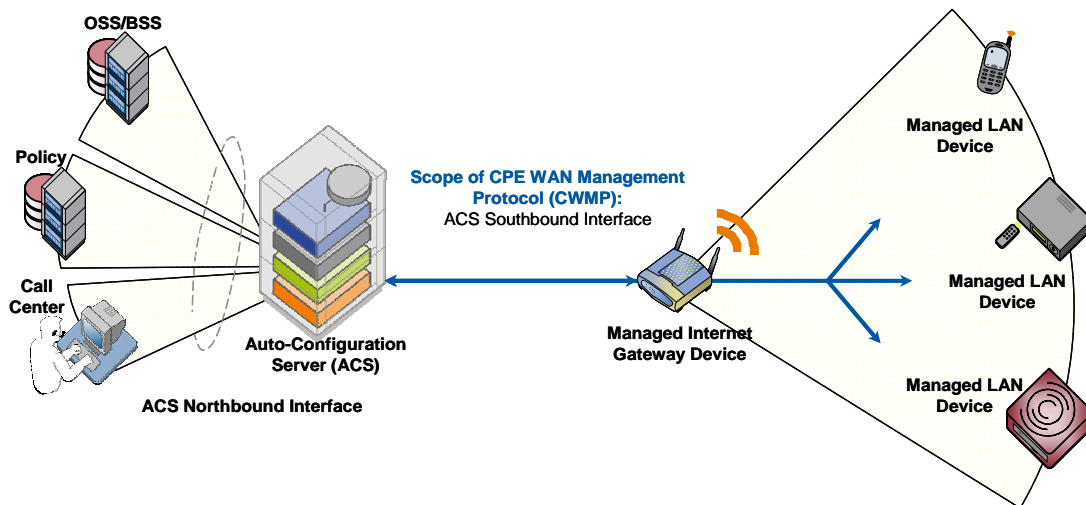 OSS/BSS
Policy
Call
Center
ACS Northbound Interface
Auto-Configuration
Server (ACS)
Scope of CPE WAN Management
Protocol (CWMP):
ACS Southbound Interface
Managed Internet
Gateway Device
Managed LAN
Device
Managed LAN
Device
Managed LAN
Device